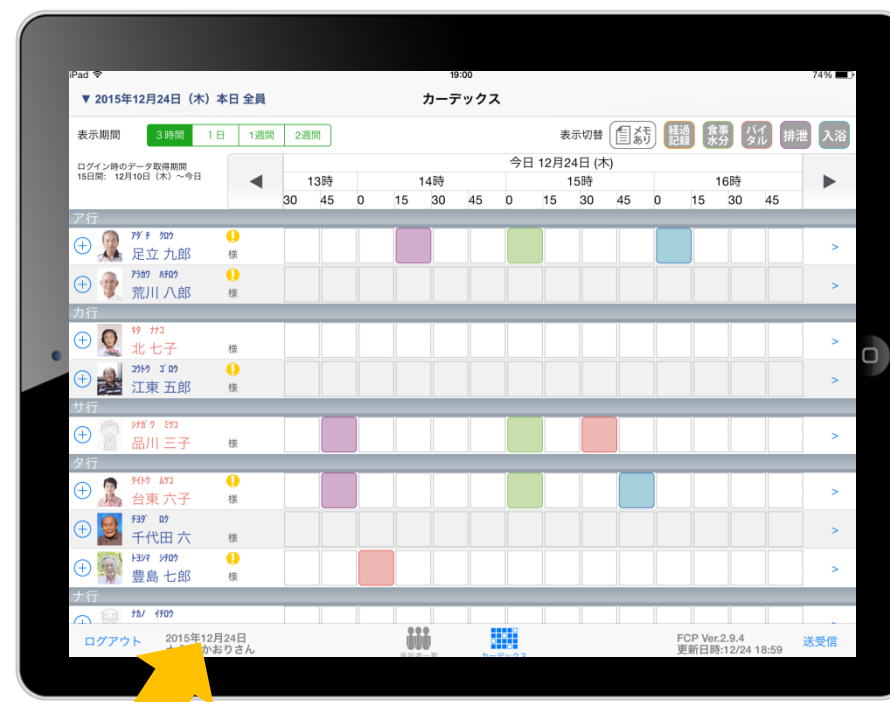 iPad 19:00 74%
▼ 2015年12月24日（木）本日 全員 カーデックス
表示期間 3時間 1日 1週間 2週間 表示切替 メモあり 経過記録 食事水分 バイタル 排泄 入浴
ログイン時のデータ取得期間
15日間: 12月10日（木）～今日
◀ 今日 12月24日 (木) ▶
13時 14時 15時 16時
30 45 0 15 30 45 0 15 30 45 0 15 30 45
ア行
ｱﾀﾞﾁ ｸﾛｳ
足立 九郎 様 >
ｱﾗｶﾜ ﾊﾁﾛｳ
荒川 八郎 様 >
カ行
ｷﾀ ﾅﾅｺ
北 七子 様 >
ｺｳﾄｳ ｺﾞﾛｳ
江東 五郎 様 >
サ行
ｼﾅｶﾞﾜ ﾐﾂｺ
品川 三子 様 >
タ行
ﾀｲﾄｳ ﾑﾂｺ
台東 六子 様 >
ﾁﾖﾀﾞ ﾛｸ
千代田 六 様 >
ﾄﾖｼﾏ ｼﾁﾛｳ
豊島 七郎 様 >
ナ行
ﾅｶﾉ ｲﾁﾛｳ
ログアウト 2015年12月24日 FCP Ver.2.9.4 送受信
かおりさん カーデックス 更新日時:12/24 18:59